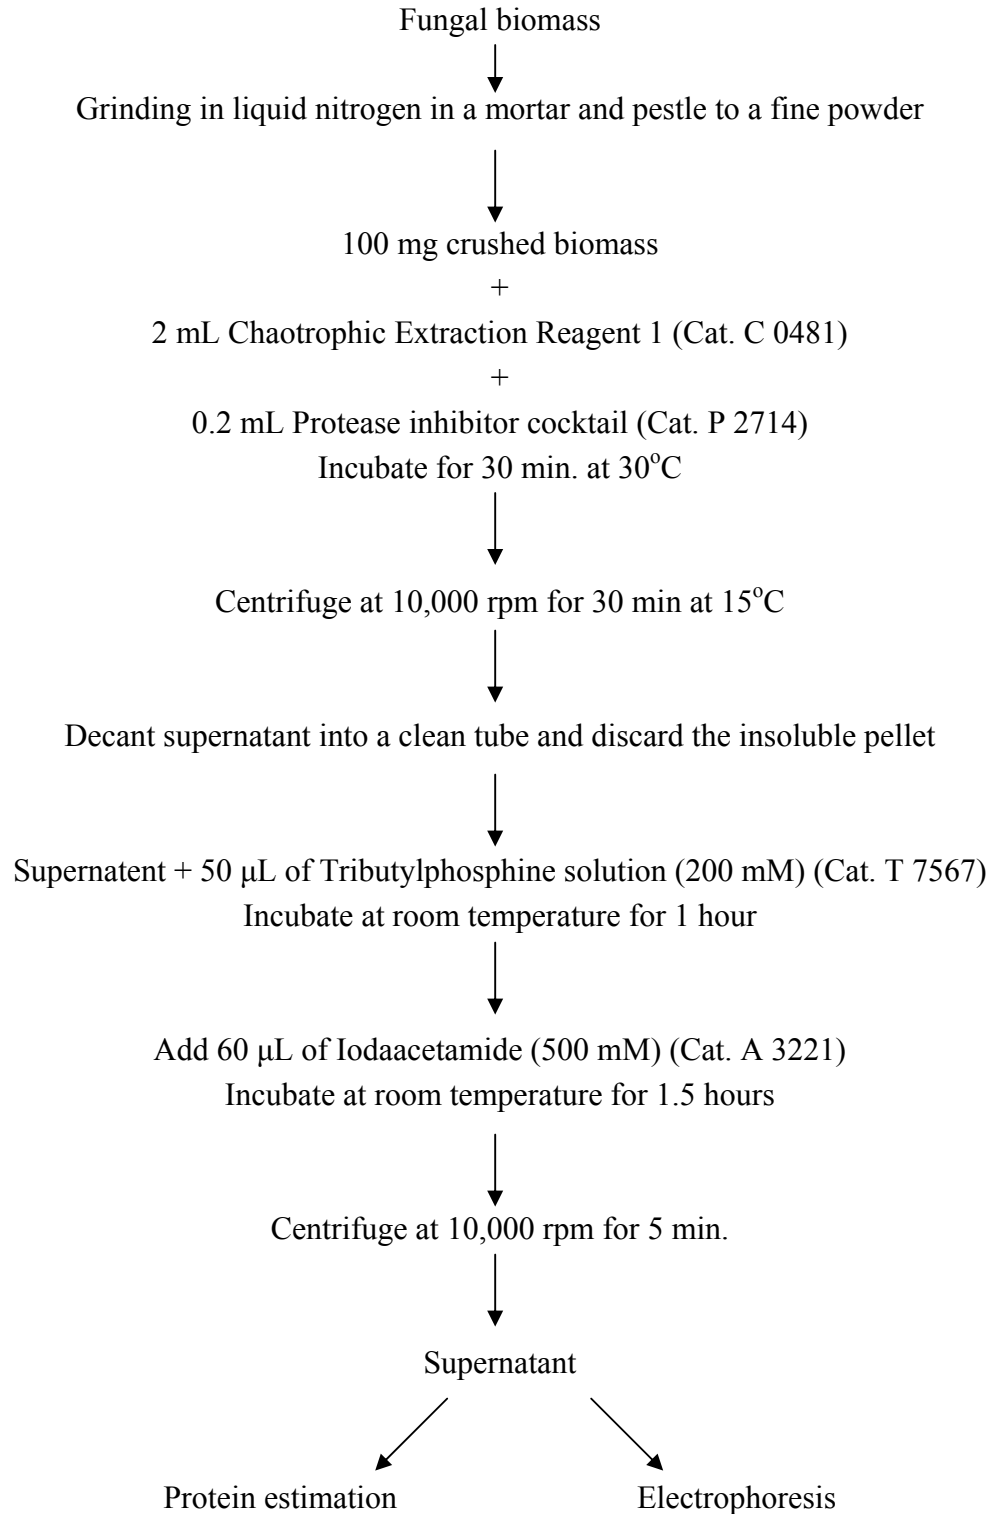 Fungal biomass
Grinding in liquid nitrogen in a mortar and pestle to a fine powder
100 mg crushed biomass
+
2 mL Chaotrophic Extraction Reagent 1 (Cat. C 0481)
+
0.2 mL Protease inhibitor cocktail (Cat. P 2714)
Incubate for 30 min. at 30°C
Centrifuge at 10,000 rpm for 30 min at 15°C
Decant supernatant into a clean tube and discard the insoluble pellet
Supernatent + 50 μL of Tributylphosphine solution (200 mM) (Cat. T 7567)
Incubate at room temperature for 1 hour
Add 60 μL of Iodaacetamide (500 mM) (Cat. A 3221)
Incubate at room temperature for 1.5 hours
Centrifuge at 10,000 rpm for 5 min.
Supernatant
Protein estimation
Electrophoresis